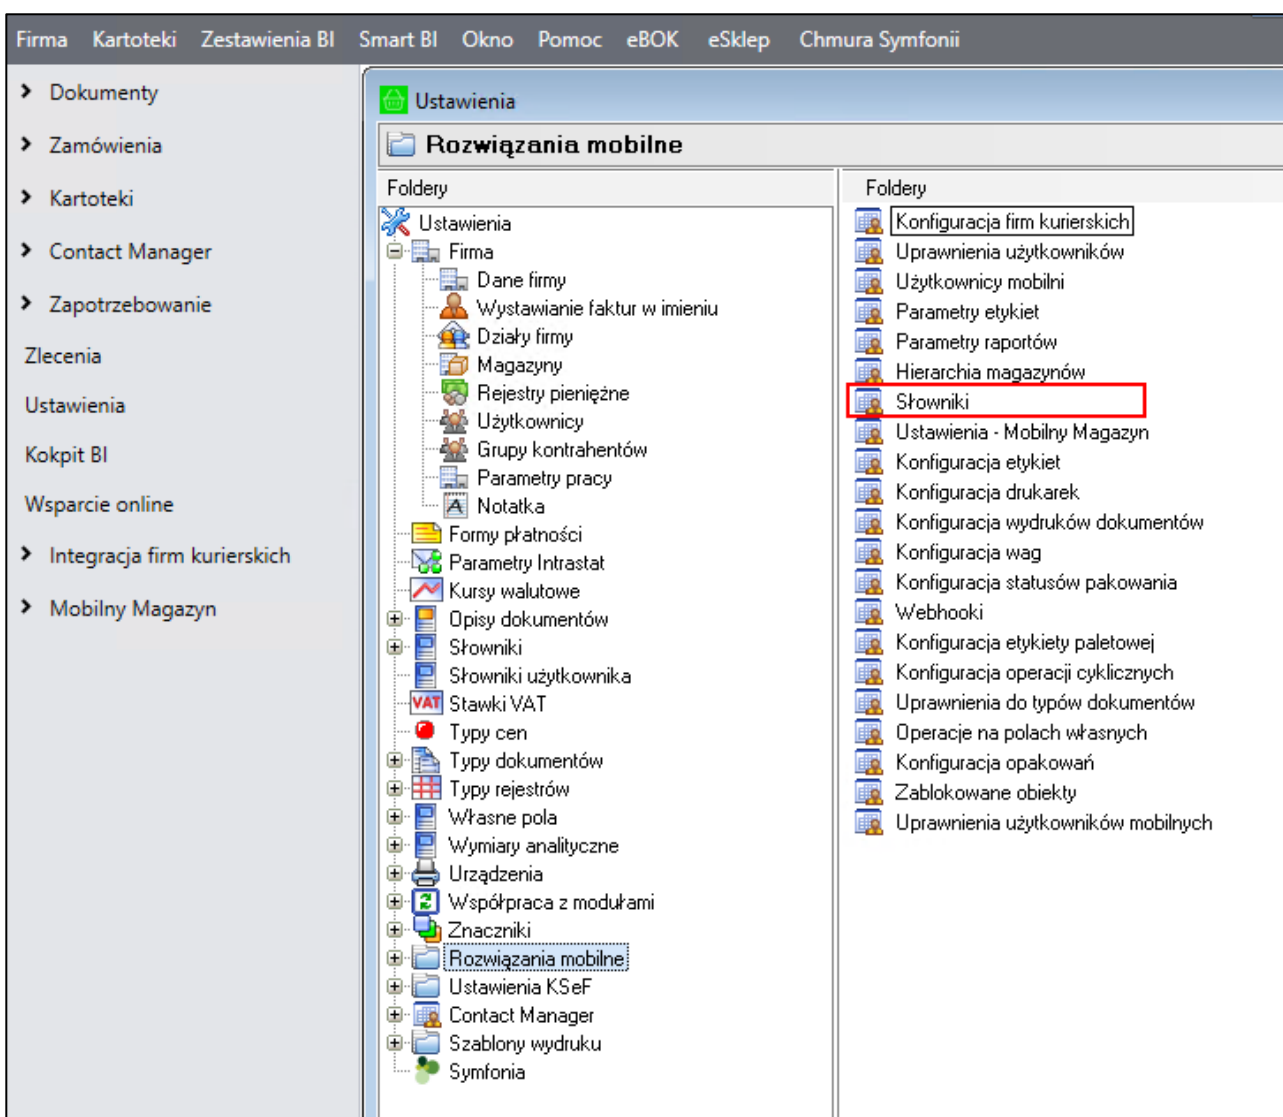 Firma Kartoteki Zestawienia BI Smart BI Okno Pomoc eBOK eSklep Chmura Symfonii
Dokumenty
Zamówienia
Kartoteki
Contact Manager
Zapotrzebowanie
Zlecenia
Ustawienia
Kokpit BI
Wsparcie online
Integracja firm kurierskich
Mobilny Magazyn
Ustawienia
Rozwiązania mobilne
Foldery
Ustawienia
Firma
Dane firmy
Wystawianie faktur w imieniu
Działy firmy
Magazyny
Rejestry pieniężne
Użytkownicy
Grupy kontrahentów
Parametry pracy
Notatka
Formy płatności
Parametry Intrastat
Kursy walutowe
Opisy dokumentów
Słowniki
Słowniki użytkownika
VAT Stawki VAT
Typy cen
Typy dokumentów
Typy rejestrów
Własne pola
Wymiary analityczne
Urządzenia
Współpraca z modułami
Znaczniki
Rozwiązania mobilne
Ustawienia KSeF
Contact Manager
Szablony wydruku
Symfonia
Foldery
Konfiguracja firm kurierskich
Uprawnienia użytkowników
Użytkownicy mobilni
Parametry etykiet
Parametry raportów
Hierarchia magazynów
Słowniki
Ustawienia - Mobilny Magazyn
Konfiguracja etykiet
Konfiguracja drukarek
Konfiguracja wydruków dokumentów
Konfiguracja wag
Konfiguracja statusów pakowania
Webhooki
Konfiguracja etykiety paletowej
Konfiguracja operacji cyklicznych
Uprawnienia do typów dokumentów
Operacje na polach własnych
Konfiguracja opakowań
Zablokowane obiekty
Uprawnienia użytkowników mobilnych